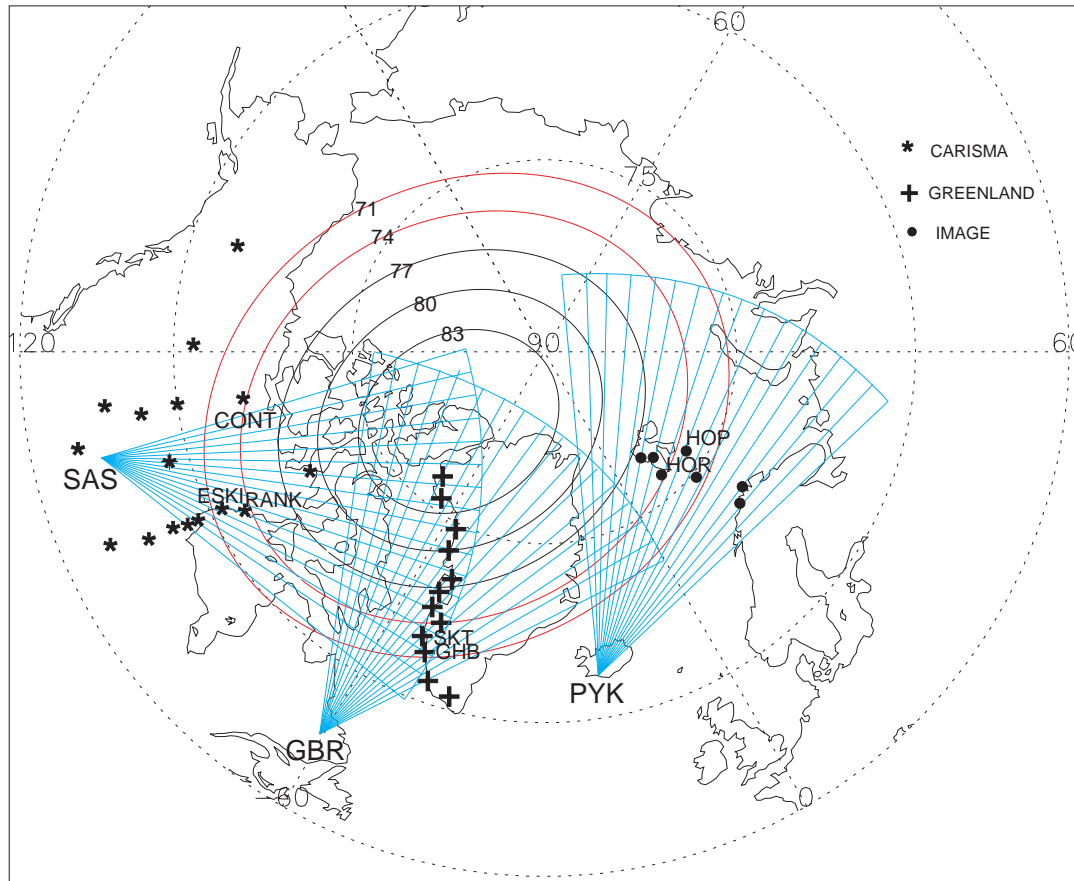 60
75
CARISMA
GREENLAND
IMAGE
71
74
77
80
83
120
90
60
CONT
SAS
ESKI
RANK
HOP
HOR
SKT
GHB
PYK
GBR
-60
0